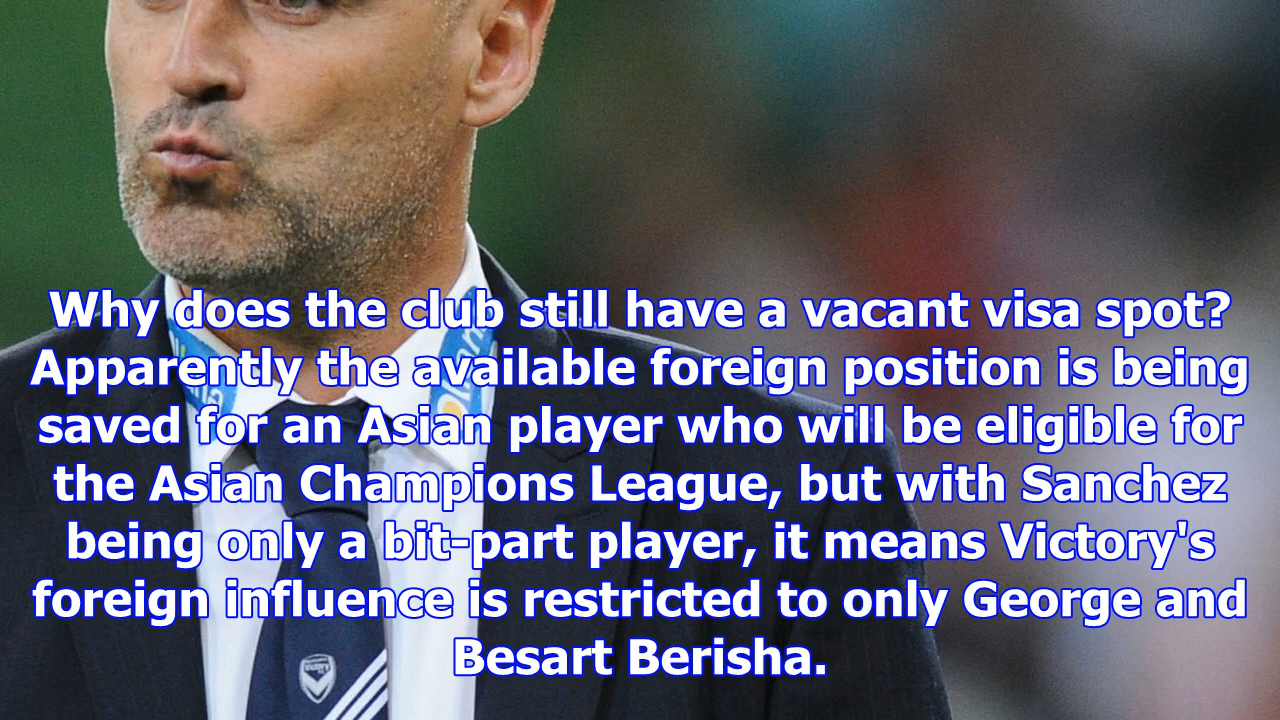 Why does the club still have a vacant visa spot?
Apparently the available foreign position is being
saved for an Asian player who will be eligible for
the Asian Champions League, but with Sanchez
being only a bit-part player, it means Victory's
foreign influence is restricted to only George and
Besart Berisha.
Victory